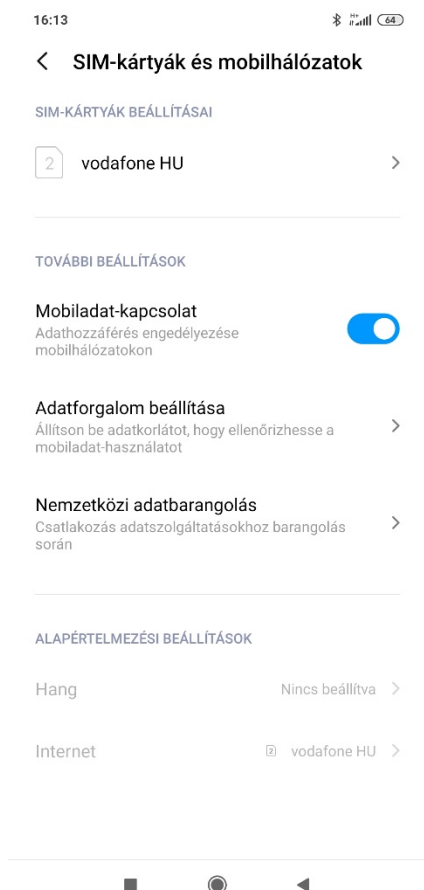 16:13
H+
64
SIM-kártyák és mobilhálózatok
SIM-KÁRTYÁK BEÁLLÍTÁSAI
2 vodafone HU
TOVÁBBI BEÁLLÍTÁSOK
Mobiladat-kapcsolat
Adathozzáférés engedélyezése
mobilhálózatokon
Adatforgalom beállítása
Állítson be adatkorlátot, hogy ellenőrizhesse a
mobiladat-használatot
Nemzetközi adatbarangolás
Csatlakozás adatszolgáltatásokhoz barangolás
során
ALAPÉRTELMEZÉSI BEÁLLÍTÁSOK
Hang Nincs beállítva
Internet 2 vodafone HU